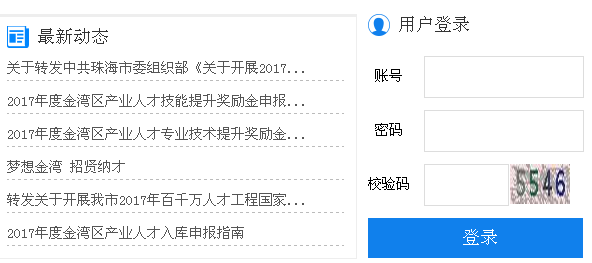 最新动态
关于转发中共珠海市委组织部《关于开展2017...
2017年度金湾区产业人才技能提升奖励金申报...
2017年度金湾区产业人才专业技术提升奖励金...
梦想金湾 招贤纳才
转发关于开展我市2017年百千万人才工程国家...
2017年度金湾区产业人才入库申报指南
用户登录
账号
密码
校验码 5546
登录